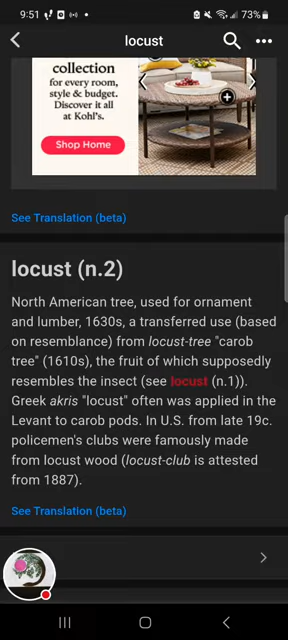 9:51
73%
locust
collection
for every room,
style & budget.
Discover it all
at Kohl's.
Shop Home
See Translation (beta)
locust (n.2)
North American tree, used for ornament
and lumber, 1630s, a transferred use (based
on resemblance) from locust-tree "carob
tree" (1610s), the fruit of which supposedly
resembles the insect (see locust (n.1)).
Greek akris "locust" often was applied in the
Levant to carob pods. In U.S. from late 19c.
policemen's clubs were famously made
from locust wood (locust-club is attested
from 1887).
See Translation (beta)